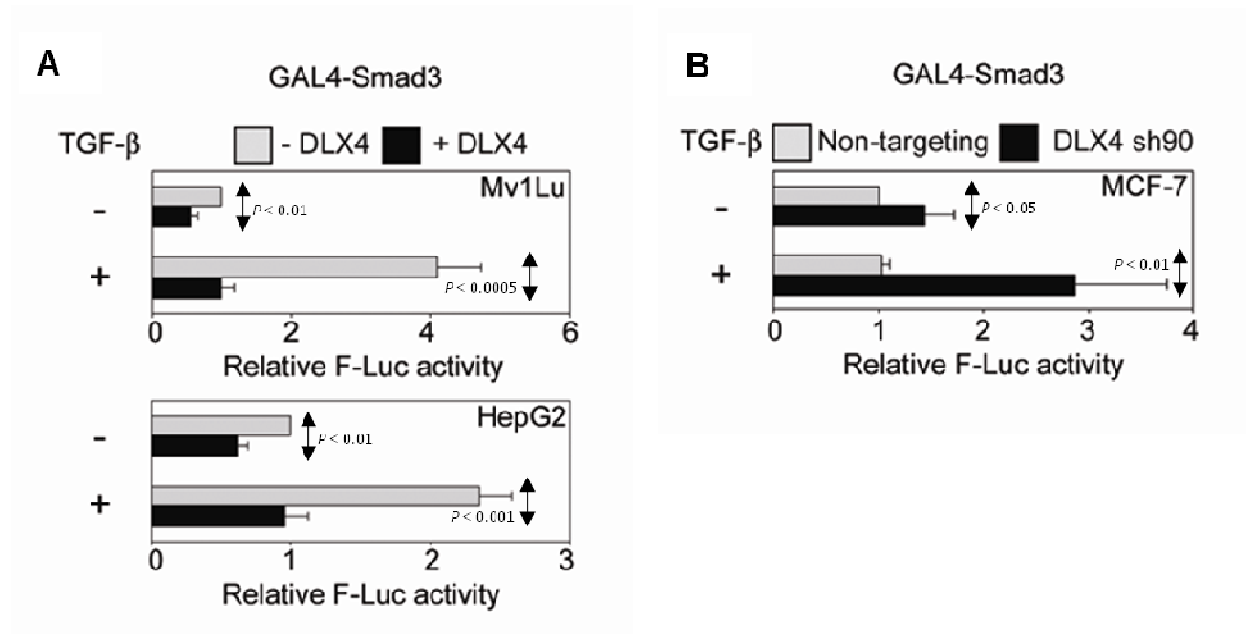 A
GAL4-Smad3
TGF-β - DLX4 + DLX4
Mv1Lu
-
P < 0.01
+
P < 0.0005
0 2 4 6
Relative F-Luc activity
HepG2
-
P < 0.01
+
P < 0.001
0 1 2 3
Relative F-Luc activity
B
GAL4-Smad3
TGF-β Non-targeting DLX4 sh90
MCF-7
-
P < 0.05
+
P < 0.01
0 1 2 3 4
Relative F-Luc activity